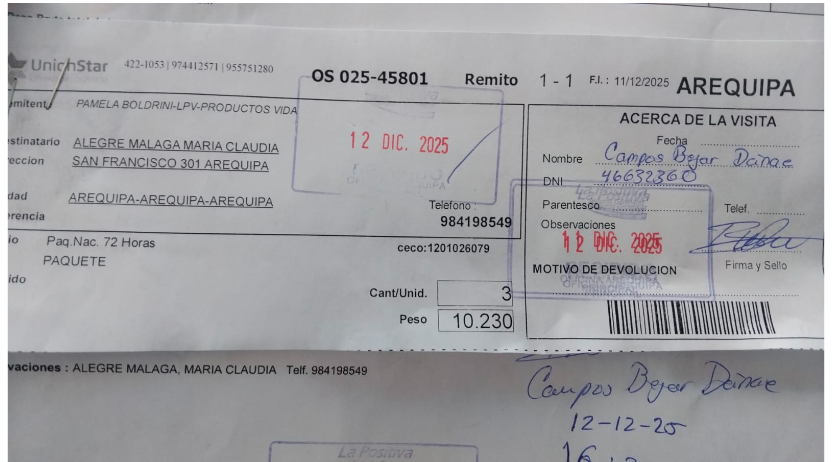 UnichStar 422-1053 | 974412571 | 955751280
OS 025-45801 Remito 1 - 1 F.I. : 11/12/2025 AREQUIPA
PAMELA BOLDRINI-LPV-PRODUCTOS VIDA
ALEGRE MALAGA MARIA CLAUDIA
SAN FRANCISCO 301 AREQUIPA
AREQUIPA-AREQUIPA-AREQUIPA
Telefono :
984198549
12 DIC. 2025
Paq.Nac. 72 Horas
PAQUETE
ceco:1201026079
Cant/Unid. 3
Peso 10.230
ACERCA DE LA VISITA
Fecha
Nombre Campos Bejar Dainae
DNI 46632360
Parentesco Telef.
Observaciones
12 DIC. 2025
MOTIVO DE DEVOLUCION
Firma y Sello
vaciones : ALEGRE MALAGA, MARIA CLAUDIA Telf. 984198549
Campos Bejar Dainae
12-12-25
La Positiva